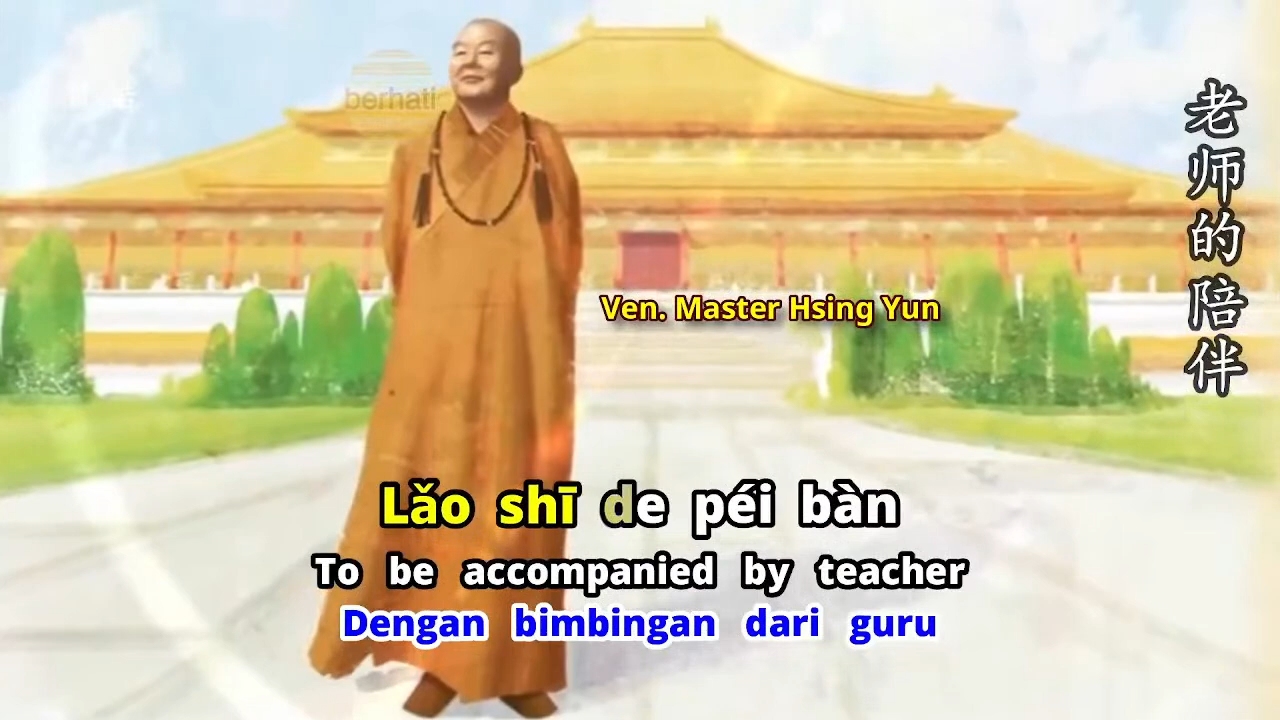 berhati
老师的陪伴
Ven. Master Hsing Yun
Lǎo shī de péi bàn
To be accompanied by teacher
Dengan bimbingan dari guru